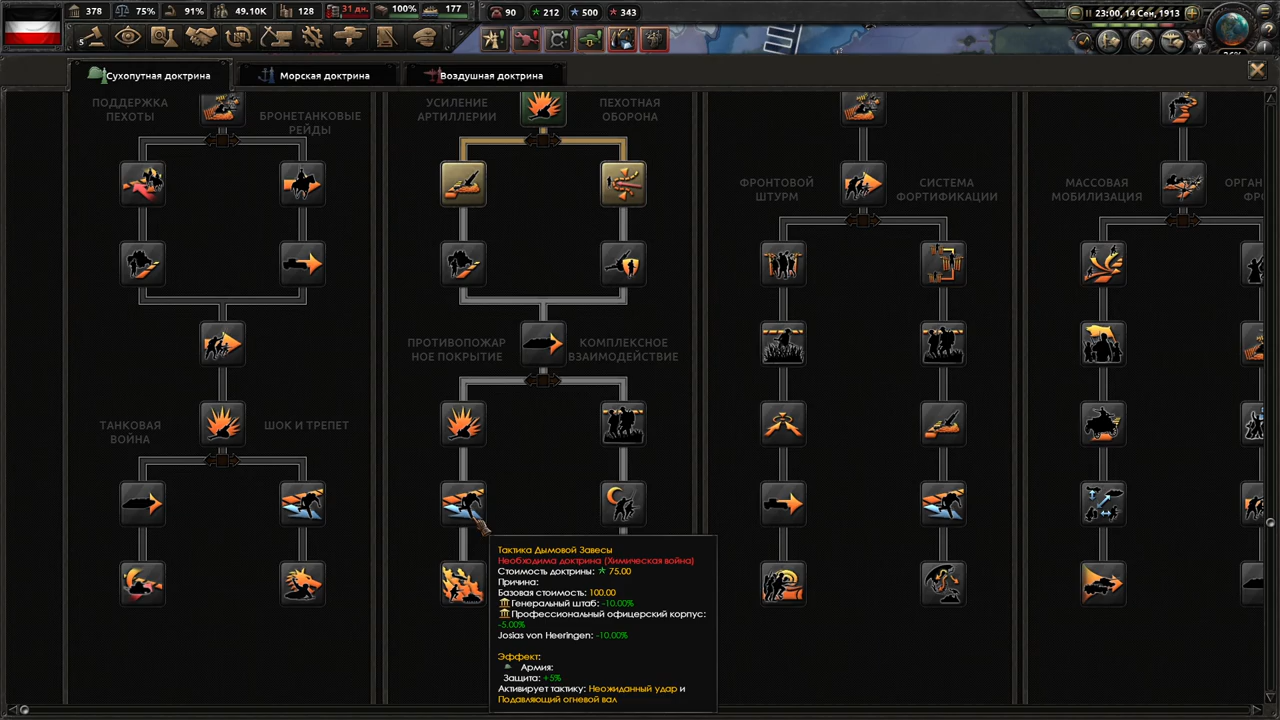 378 75% 91% 49.10K 128 31 дн. 100% 177 90 212 500 343 23:00, 14 Сен, 1913
5
Сухопутная доктрина Морская доктрина Воздушная доктрина
ПОДДЕРЖКА
ПЕХОТЫ
БРОНЕТАНКОВЫЕ
РЕЙДЫ
УСИЛЕНИЕ
АРТИЛЛЕРИИ
ПЕХОТНАЯ
ОБОРОНА
ФРОНТОВОЙ
ШТУРМ
СИСТЕМА
ФОРТИФИКАЦИИ
МАССОВАЯ
МОБИЛИЗАЦИЯ
ОРГАН
ФРО
ПРОТИВОПОЖАР
НОЕ ПОКРЫТИЕ
КОМПЛЕКСНОЕ
ВЗАИМОДЕЙСТВИЕ
ТАНКОВАЯ
ВОЙНА
ШОК И ТРЕПЕТ
Тактика Дымовой Завесы
Необходима доктрина (Химическая война)
Стоимость доктрины: 75.00
Причина:
Базовая стоимость: 100.00
Генеральный штаб: -10.00%
Профессиональный офицерский корпус:
-5.00%
Josias von Heeringen: -10.00%
Эффект:
Армия:
Защита: +5%
Активирует тактику: Неожиданный удар и
Подавляющий огневой вал